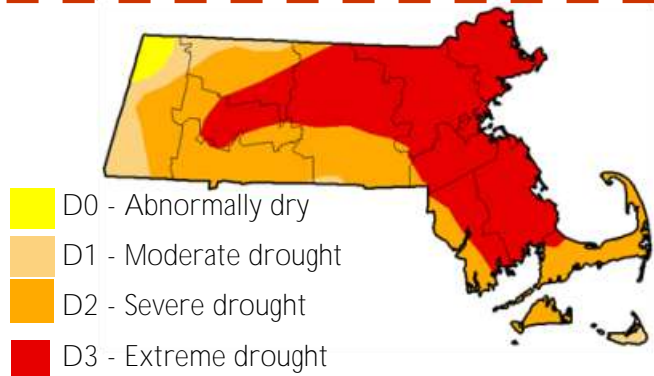 D0 - Abnormally dry
D1 - Moderate drought
D2 - Severe drought
D3 - Extreme drought